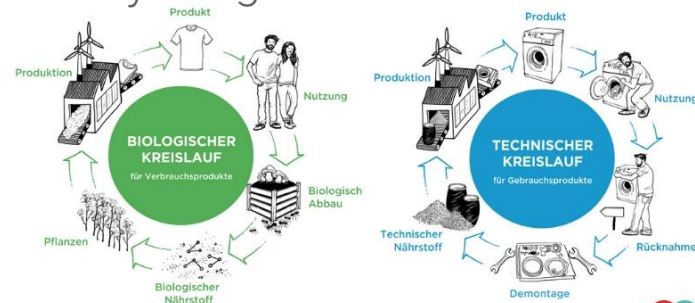 Produkt
Produktion
Nutzung
BIOLOGISCHER
KREISLAUF
für Verbrauchsprodukte
Biologisch
Abbau
Pflanzen
Biologischer
Nährstoff
Produkt
Produktion
Nutzung
TECHNISCHER
KREISLAUF
für Gebrauchsprodukte
Technischer
Nährstoff
Rücknahme
Demontage